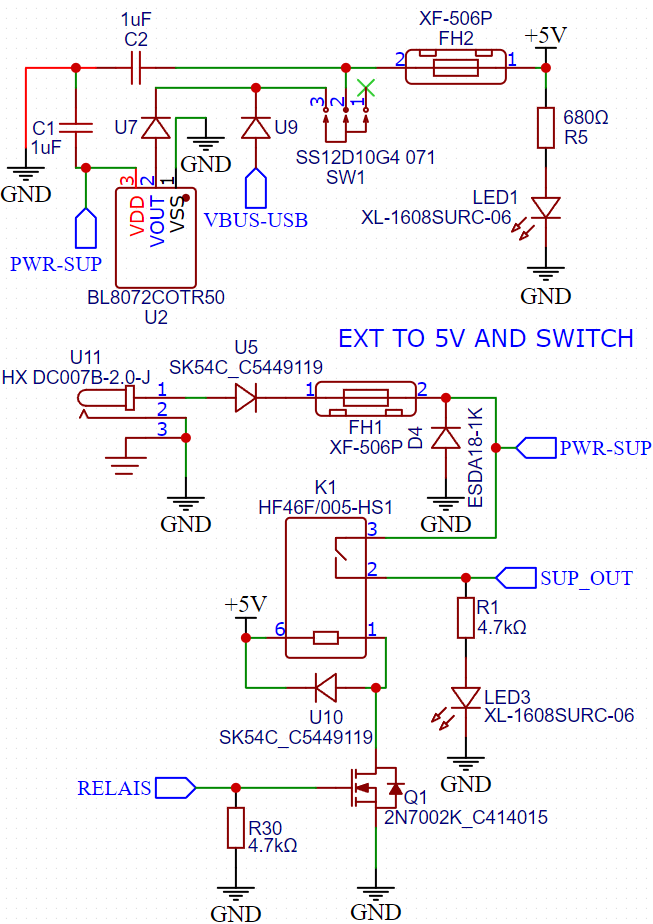 1uF
C2
XF-506P
FH2
+5V
2
1
C1
1uF
GND
U7
GND
U9
3
2
1
SS12D10G4 071
SW1
680Ω
R5
LED1
XL-1608SURC-06
GND
3
2
1
VDD
VOUT
VSS
PWR-SUP
VBUS-USB
BL8072COTR50
U2
EXT TO 5V AND SWITCH
U11
HX DC007B-2.0-J
1
2
3
GND
U5
SK54C_C5449119
1
2
FH1
XF-506P
D4
ESDA18-1K
GND
PWR-SUP
K1
HF46F/005-HS1
3
2
6
1
+5V
SUP_OUT
R1
4.7kΩ
LED3
XL-1608SURC-06
GND
U10
SK54C_C5449119
RELAIS
Q1
2N7002K_C414015
R30
4.7kΩ
GND
GND